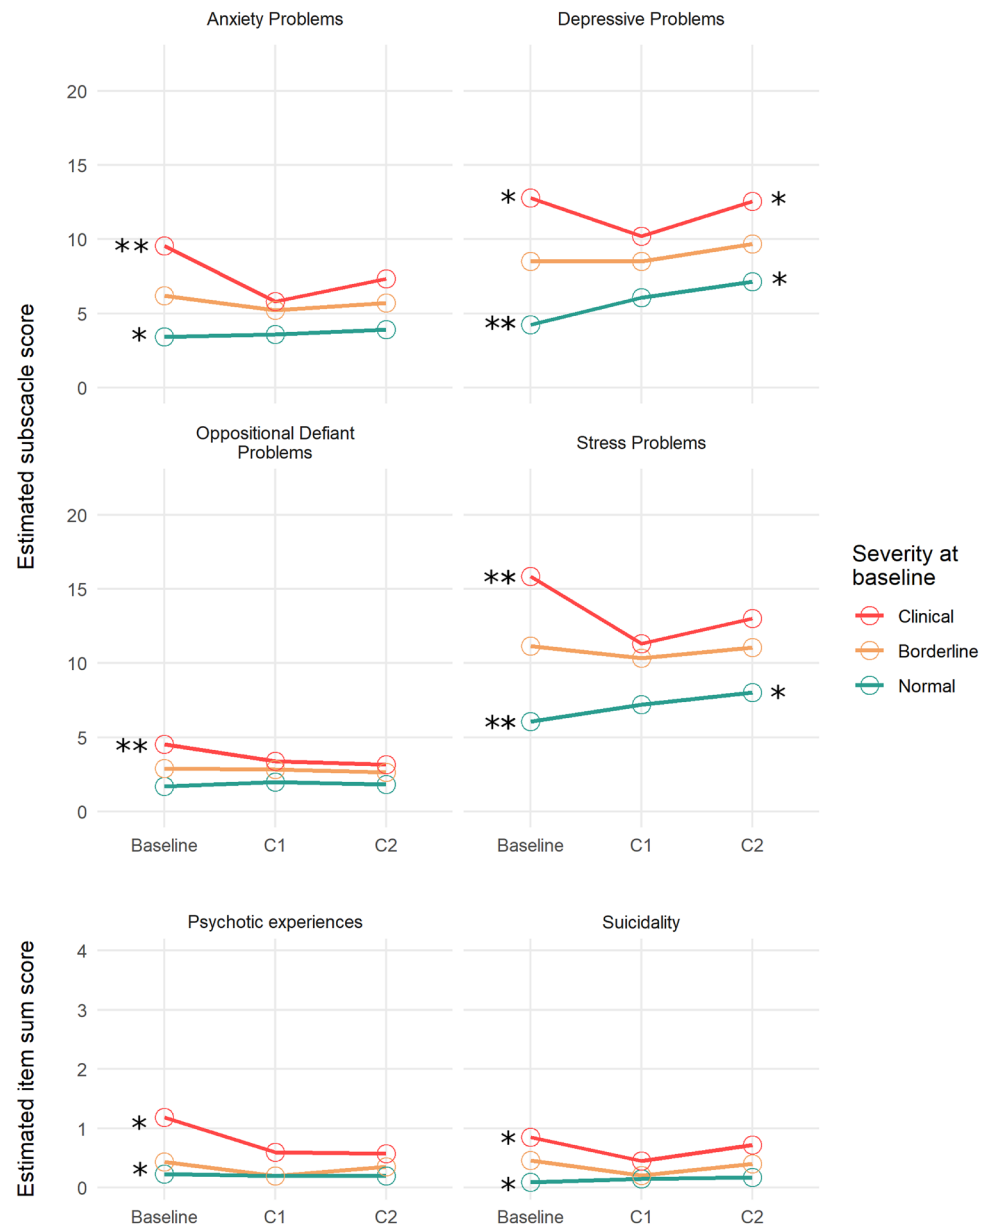 Anxiety Problems
Depressive Problems
20
15
**
*
*
10
5
*
**
*
0
Estimated subscacle score
Oppositional Defiant
Problems
Stress Problems
20
15
**
10
5
**
**
*
0
Baseline
C1
C2
Baseline
C1
C2
Severity at
baseline
Clinical
Borderline
Normal
Psychotic experiences
Suicidality
Estimated item sum score
4
3
2
1
*
*
*
*
0
Baseline
C1
C2
Baseline
C1
C2